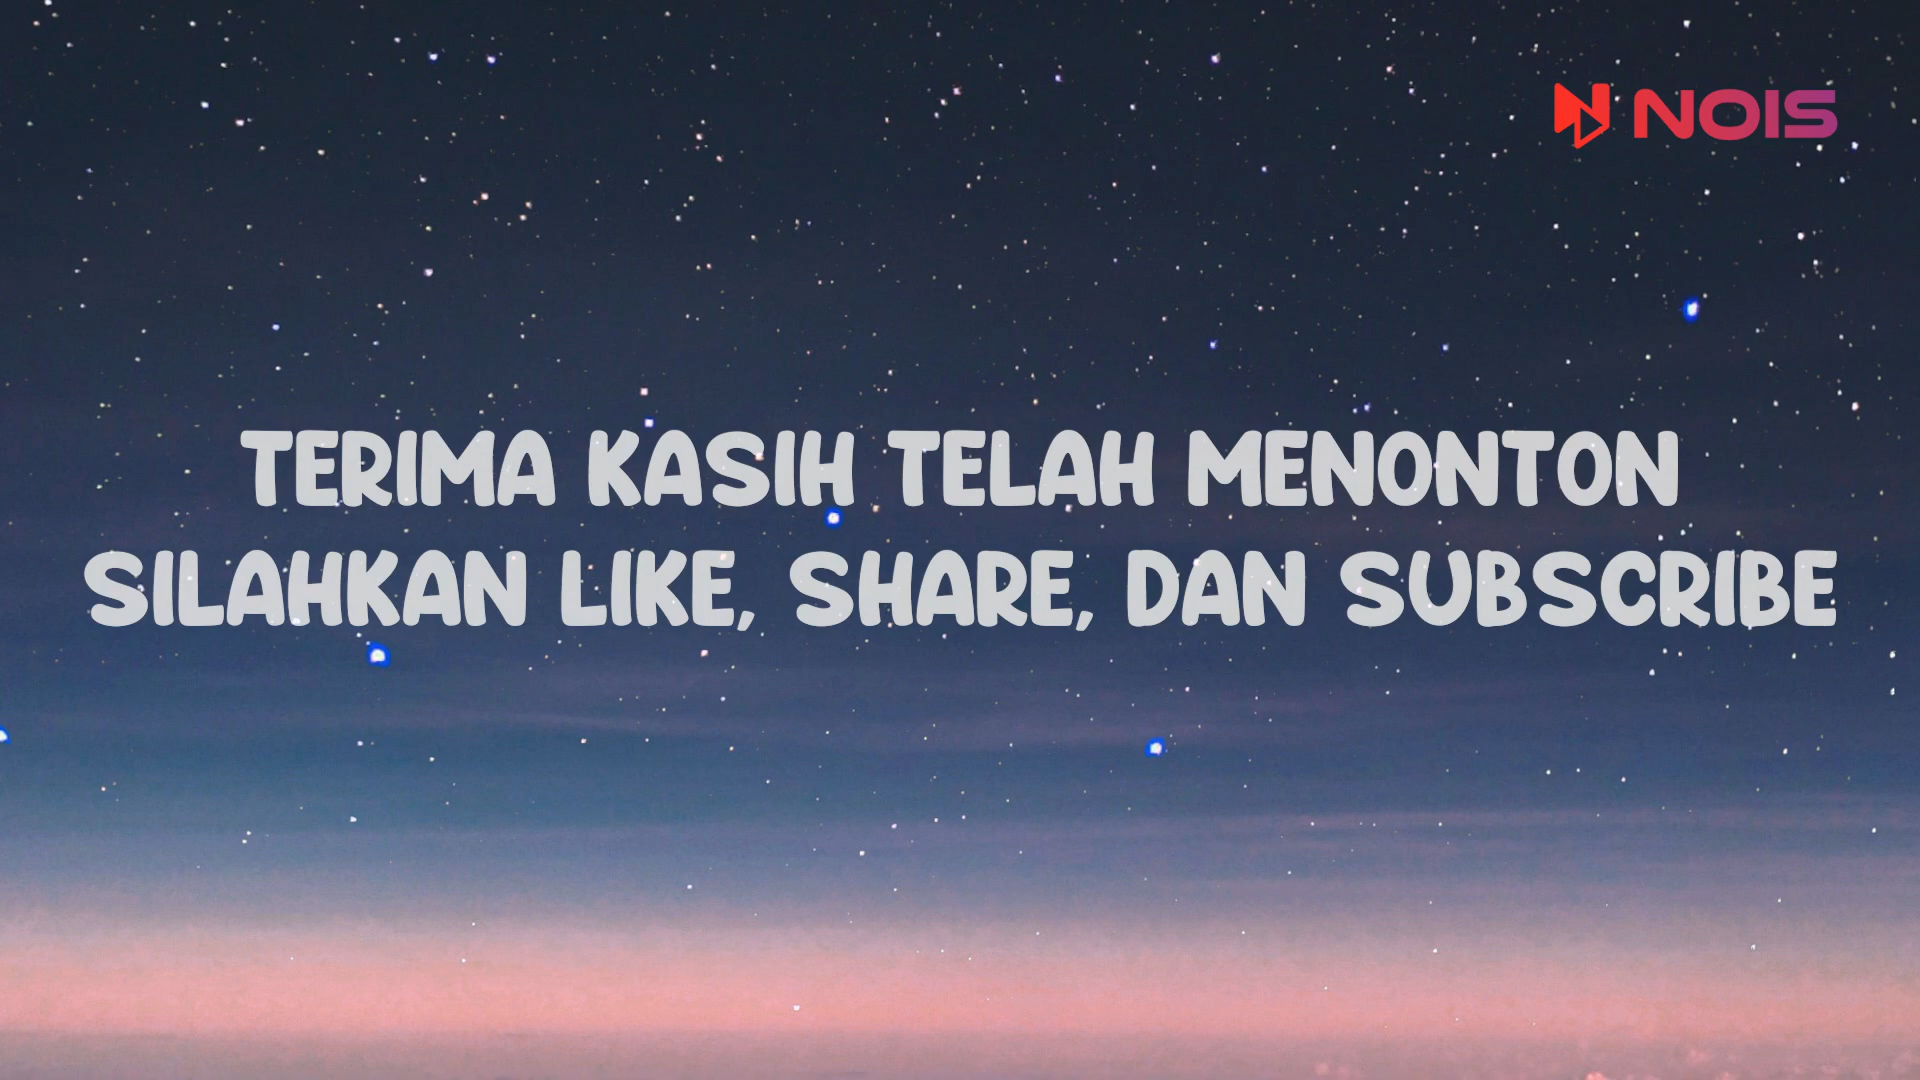 NOIS
TERIMA KASIH TELAH MENONTON
SILAHKAN LIKE, SHARE, DAN SUBSCRIBE